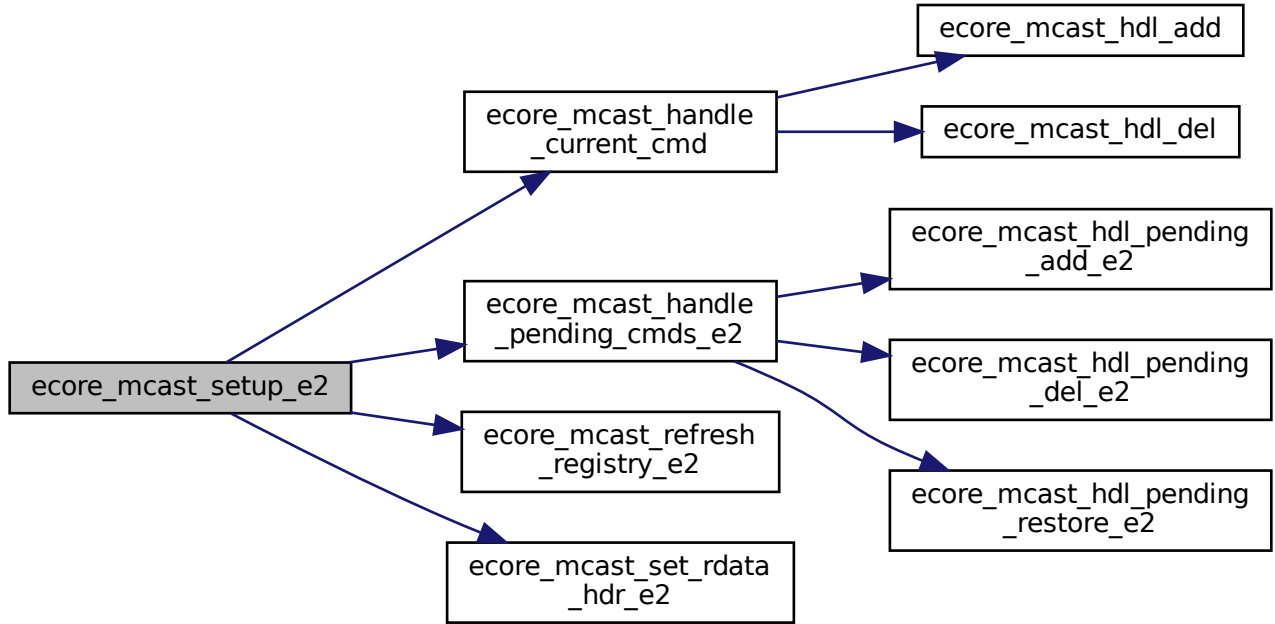 ecore_mcast_hdl_add
ecore_mcast_handle
_current_cmd
ecore_mcast_hdl_del
ecore_mcast_hdl_pending
_add_e2
ecore_mcast_handle
_pending_cmds_e2
ecore_mcast_hdl_pending
_del_e2
ecore_mcast_setup_e2
ecore_mcast_refresh
_registry_e2
ecore_mcast_hdl_pending
_restore_e2
ecore_mcast_set_rdata
_hdr_e2